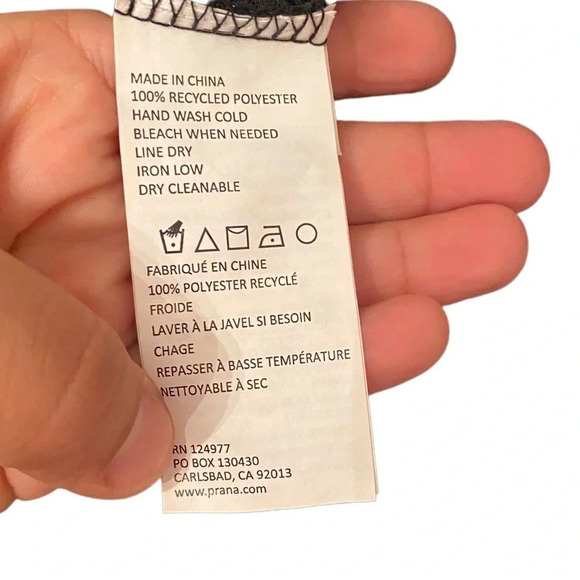 MADE IN CHINA
100% RECYCLED POLYESTER
HAND WASH COLD
BLEACH WHEN NEEDED
LINE DRY
IRON LOW
DRY CLEANABLE
FABRIQUÉ EN CHINE
100% POLYESTER RECYCLÉ
FROIDE
LAVER À LA JAVEL SI BESOIN
CHAGE
REPASSER À BASSE TEMPÉRATURE
NETTOYABLE À SEC
RN 124977
PO BOX 130430
CARLSBAD, CA 92013
www.prana.com